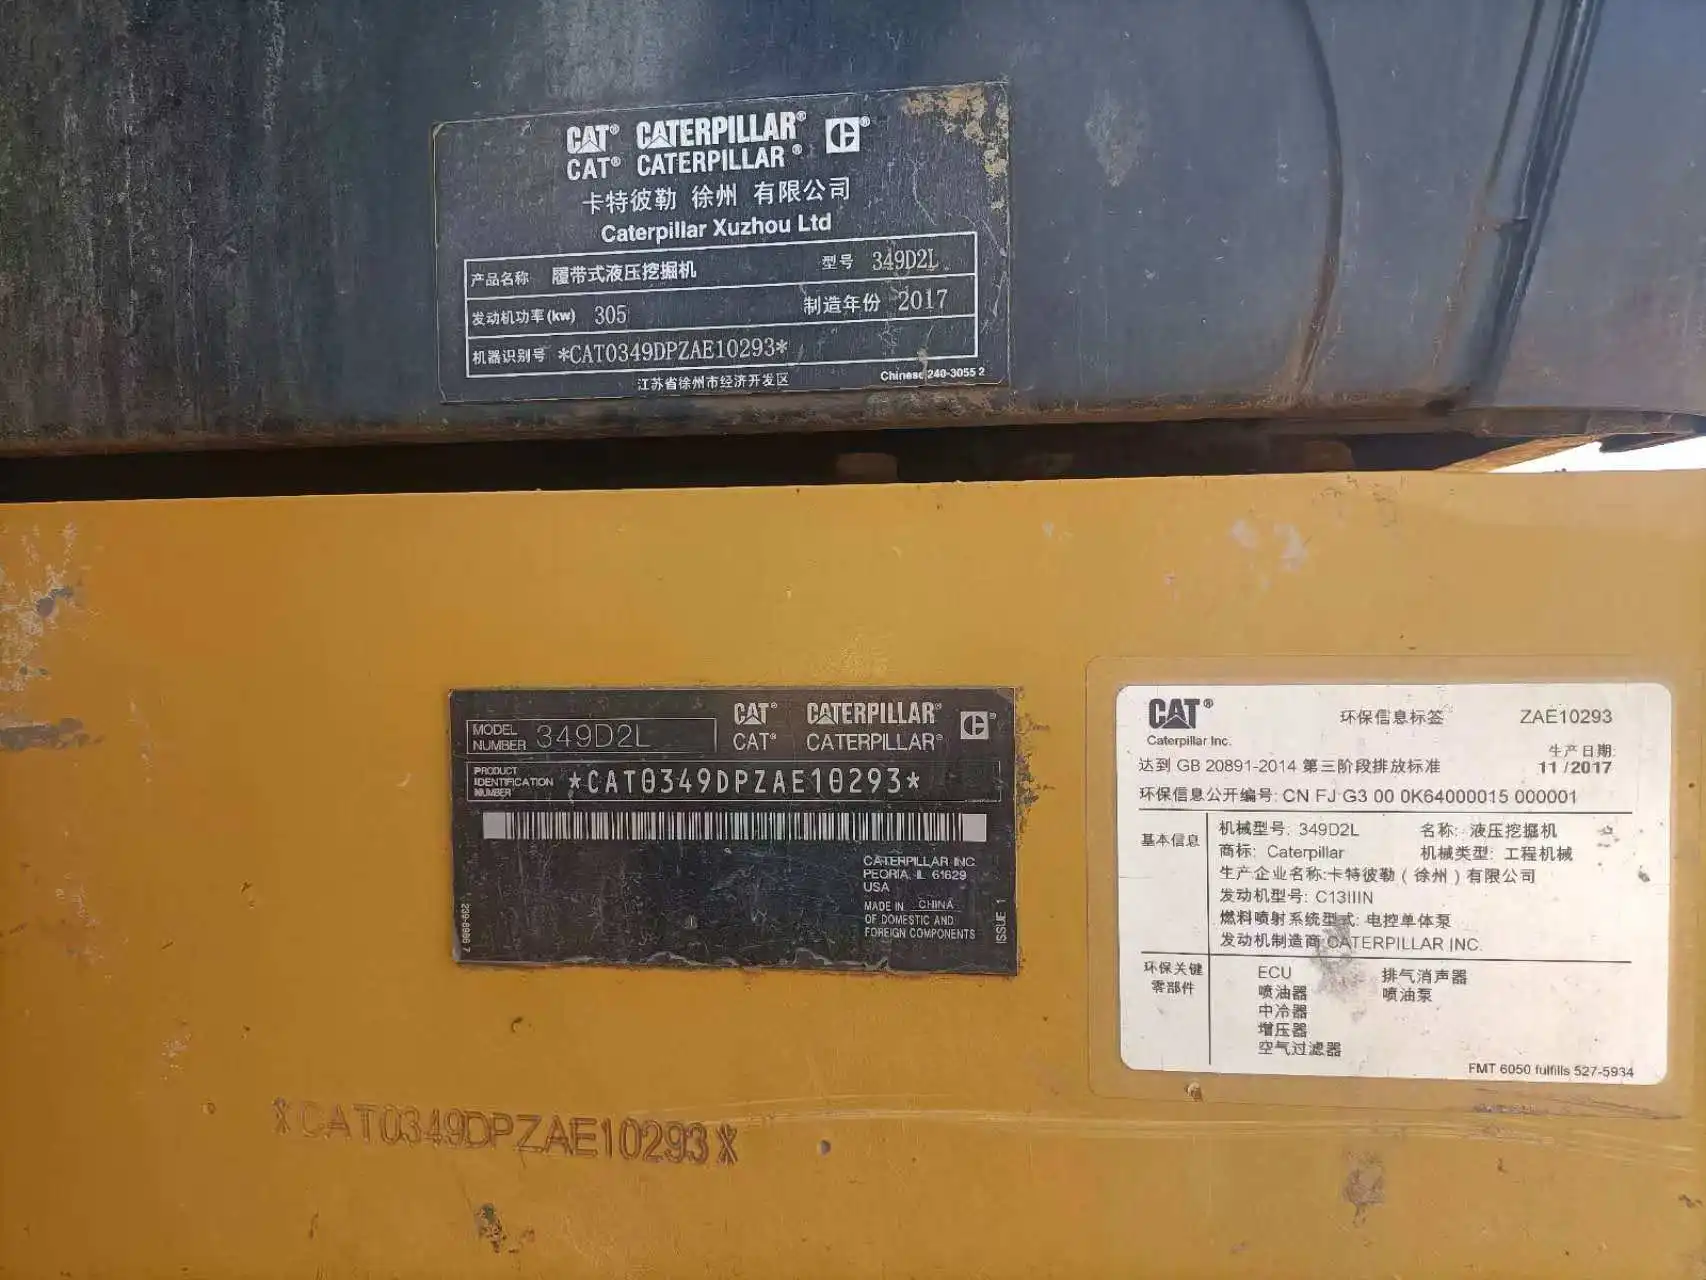 CAT® CATERPILLAR® ®
CAT® CATERPILLAR®
卡特彼勒 徐州 有限公司
Caterpillar Xuzhou Ltd
产品名称 履带式液压挖掘机 型号 349D2L
发动机功率(kw) 305 制造年份 2017
机器识别号 *CAT0349DPZAE10293*
江苏省徐州市经济开发区 Chinese 240-3055 2
MODEL NUMBER 349D2L
CAT® CATERPILLAR® ®
CAT® CATERPILLAR®
PRODUCT
IDENTIFICATION
NUMBER
*CAT0349DPZAE10293*
CATERPILLAR INC.
PEORIA, IL 61629
USA
MADE IN CHINA
OF DOMESTIC AND
FOREIGN COMPONENTS
ISSUE 1
CAT® 环保信息标签 ZAE10293
Caterpillar Inc. 生产日期:
达到 GB 20891-2014 第三阶段排放标准 11 /2017
环保信息公开编号: CN FJ G3 00 0K64000015 000001
基本信息
机械型号: 349D2L 名称: 液压挖掘机
商标: Caterpillar 机械类型: 工程机械
生产企业名称:卡特彼勒(徐州)有限公司
发动机型号: C13IIIN
燃料喷射系统型式: 电控单体泵
发动机制造商 CATERPILLAR INC.
环保关键
零部件
ECU 排气消声器
喷油器 喷油泵
中冷器
增压器
空气过滤器
FMT 6050 fulfills 527-5934
*CAT0349DPZAE10293*